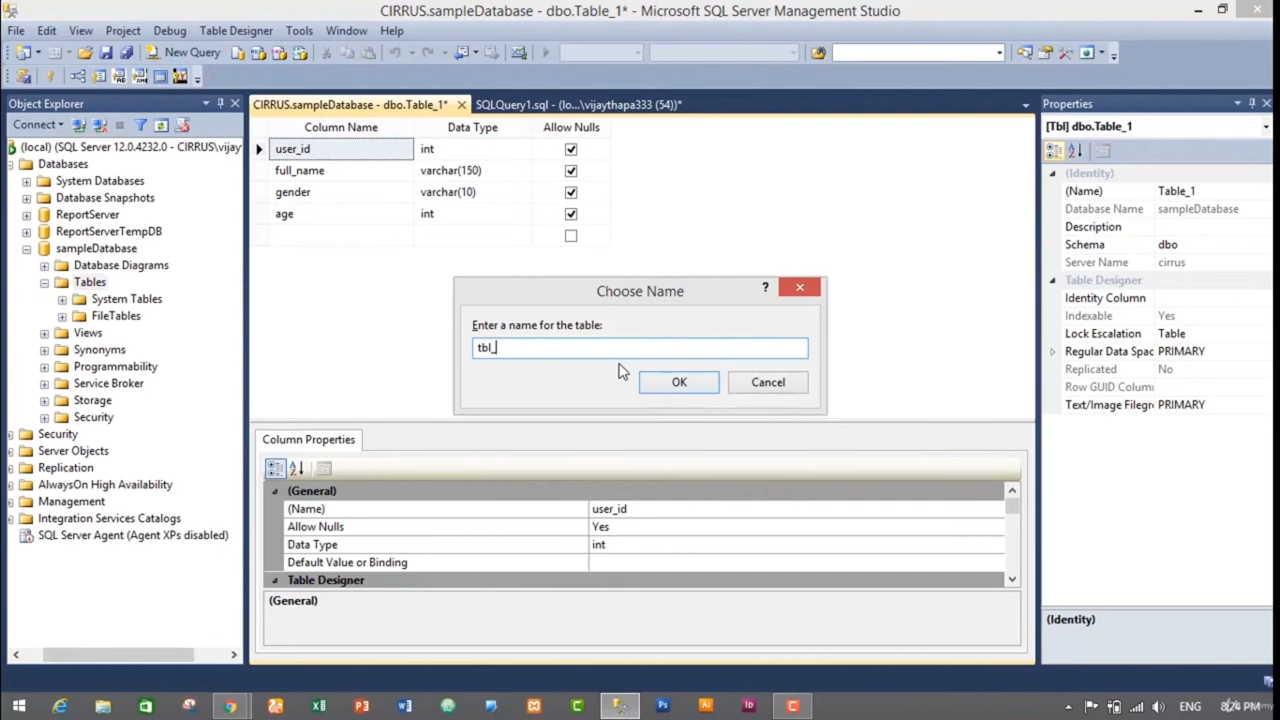 CIRRUS.sampleDatabase - dbo.Table_1* - Microsoft SQL Server Management Studio
File Edit View Project Debug Table Designer Tools Window Help
New Query
Object Explorer
CIRRUS.sampleDatabase - dbo.Table_1*
SQLQuery1.sql - (lo...\vijaythapa333 (54))*
Properties
Connect
[Tbl] dbo.Table_1
(local) (SQL Server 12.0.4232.0 - CIRRUS\vijay
Databases
System Databases
Database Snapshots
ReportServer
ReportServerTempDB
sampleDatabase
Database Diagrams
Tables
System Tables
FileTables
Views
Synonyms
Programmability
Service Broker
Storage
Security
Security
Server Objects
Replication
AlwaysOn High Availability
Management
Integration Services Catalogs
SQL Server Agent (Agent XPs disabled)
Column Name Data Type Allow Nulls
user_id int
full_name varchar(150)
gender varchar(10)
age int
Choose Name
?
Enter a name for the table:
tbl_
OK Cancel
Column Properties
(General)
(Name) user_id
Allow Nulls Yes
Data Type int
Default Value or Binding
Table Designer
(General)
(Identity)
(Name) Table_1
Database Name sampleDatabase
Description
Schema dbo
Server Name cirrus
Table Designer
Identity Column
Indexable Yes
Lock Escalation Table
Regular Data Spac PRIMARY
Replicated No
Row GUID Column
Text/Image Filegr PRIMARY
(Identity)
ENG 8:24 PM